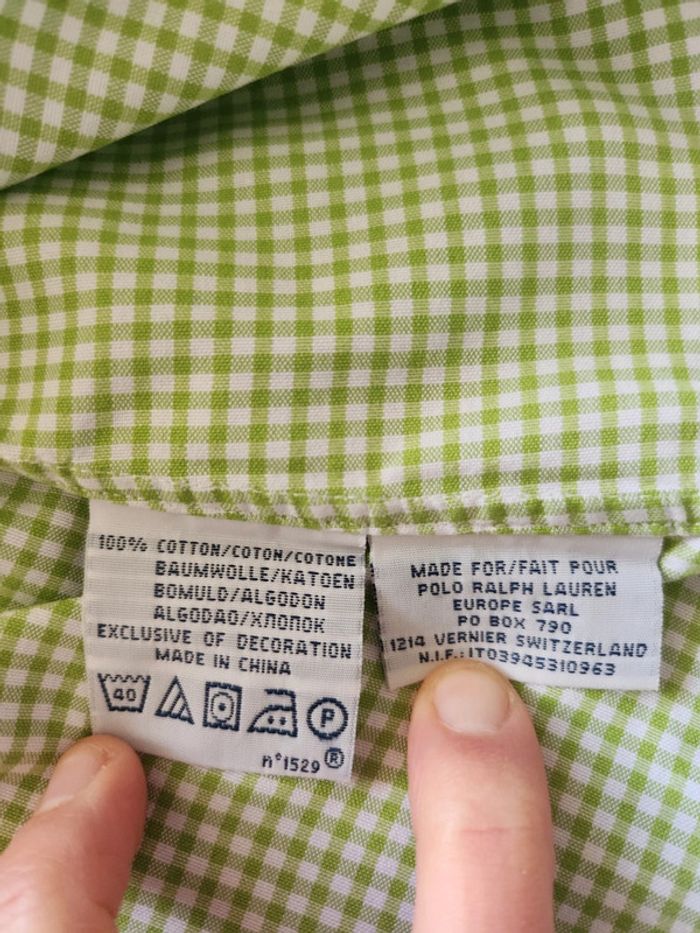 100% COTTON/COTON/COTONE
BAUMWOLLE/KATOEN
BOMULD/ALGODON
ALGODAO/ХЛОПОК
EXCLUSIVE OF DECORATION
MADE IN CHINA
40
P
n°1529 ®
MADE FOR/FAIT POUR
POLO RALPH LAUREN
EUROPE SARL
PO BOX 790
1214 VERNIER SWITZERLAND
N.I.F.: IT03945310963